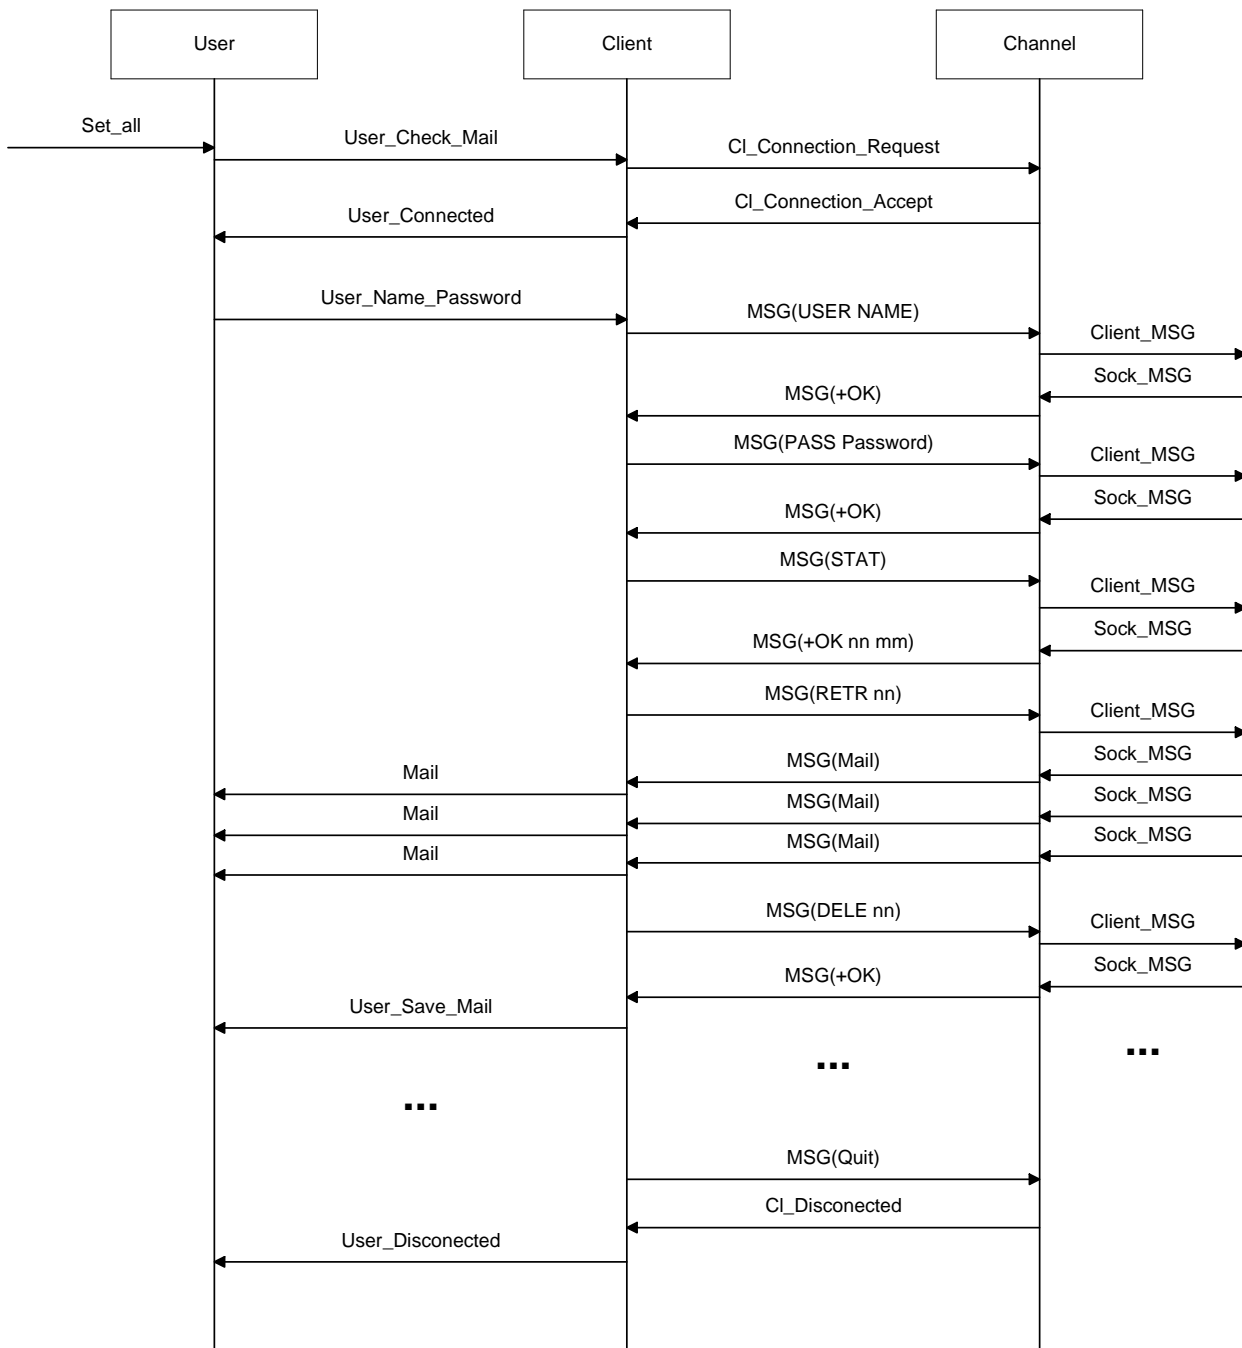 User
Client
Channel
Set_all
User_Check_Mail
Cl_Connection_Request
Cl_Connection_Accept
User_Connected
User_Name_Password
MSG(USER NAME)
Client_MSG
Sock_MSG
MSG(+OK)
MSG(PASS Password)
Client_MSG
Sock_MSG
MSG(+OK)
MSG(STAT)
Client_MSG
Sock_MSG
MSG(+OK nn mm)
MSG(RETR nn)
Client_MSG
Sock_MSG
MSG(Mail)
Mail
Sock_MSG
MSG(Mail)
Mail
Sock_MSG
MSG(Mail)
Mail
MSG(DELE nn)
Client_MSG
Sock_MSG
MSG(+OK)
User_Save_Mail
...
...
...
MSG(Quit)
Cl_Disconected
User_Disconected